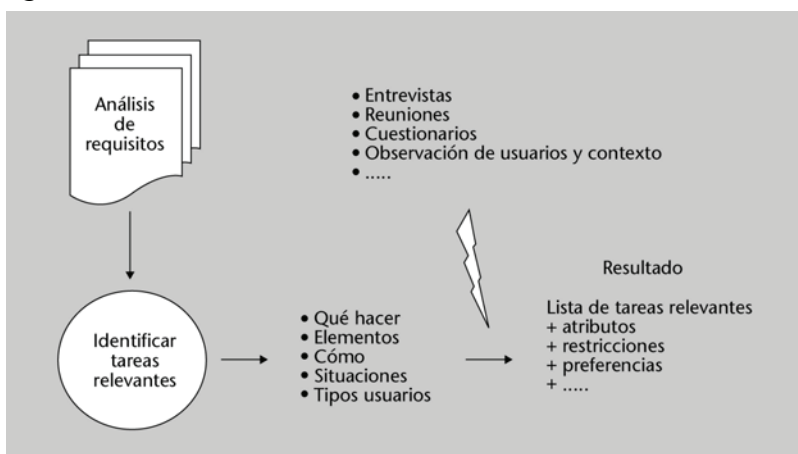 Análisis
de
requisitos
• Entrevistas
• Reuniones
• Cuestionarios
• Observación de usuarios y contexto
• .....
Identificar
tareas
relevantes
• Qué hacer
• Elementos
• Cómo
• Situaciones
• Tipos usuarios
Resultado
Lista de tareas relevantes
+ atributos
+ restricciones
+ preferencias
+ .....